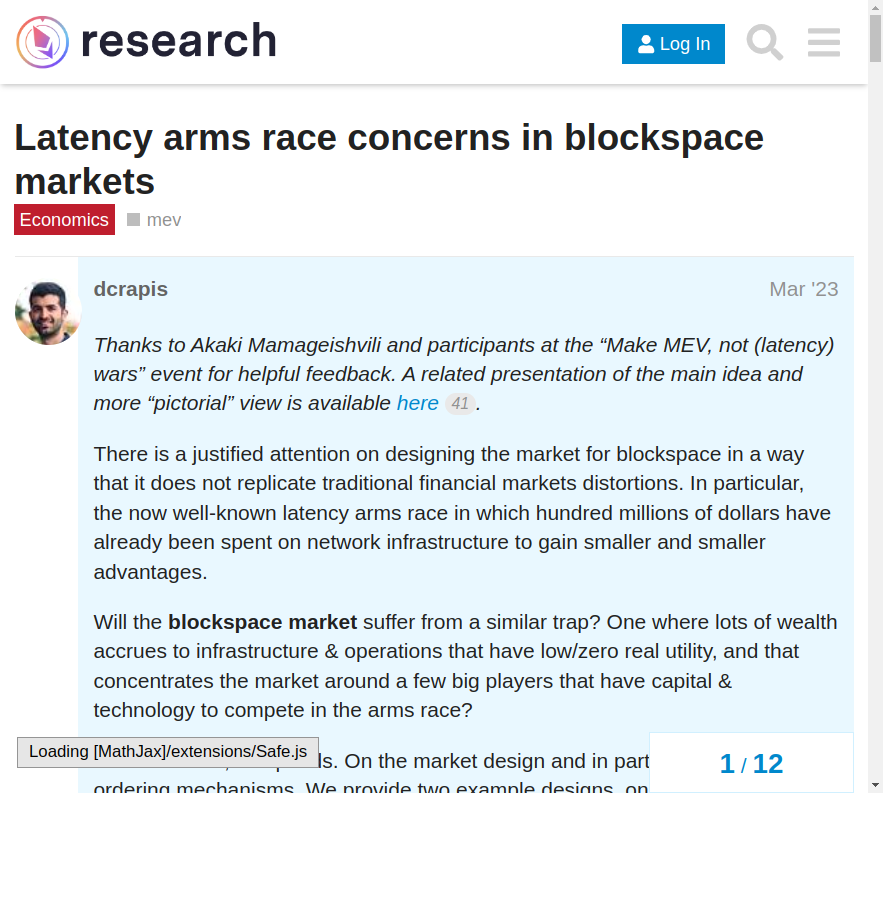 research
Log In
Latency arms race concerns in blockspace
markets
Economics
mev
dcrapis
Mar '23
Thanks to Akaki Mamageishvili and participants at the “Make MEV, not (latency)
wars” event for helpful feedback. A related presentation of the main idea and
more “pictorial” view is available here 41.
There is a justified attention on designing the market for blockspace in a way
that it does not replicate traditional financial markets distortions. In particular,
the now well-known latency arms race in which hundred millions of dollars have
already been spent on network infrastructure to gain smaller and smaller
advantages.
Will the blockspace market suffer from a similar trap? One where lots of wealth
accrues to infrastructure & operations that have low/zero real utility, and that
concentrates the market around a few big players that have capital &
technology to compete in the arms race?
ls. On the market design and in part
ordering mechanisms. We provide two example designs, on
Loading [MathJax]/extensions/Safe.js
1 / 12